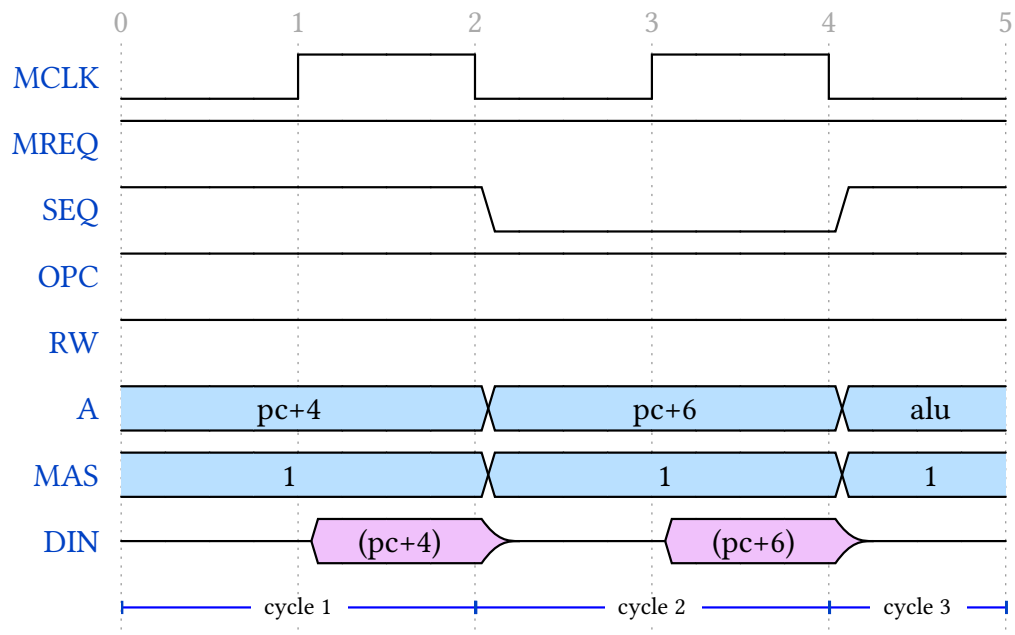 0 1 2 3 4 5
MCLK
MREQ
SEQ
OPC
RW
A pc+4 pc+6 alu
MAS 1 1 1
DIN (pc+4) (pc+6)
cycle 1 cycle 2 cycle 3